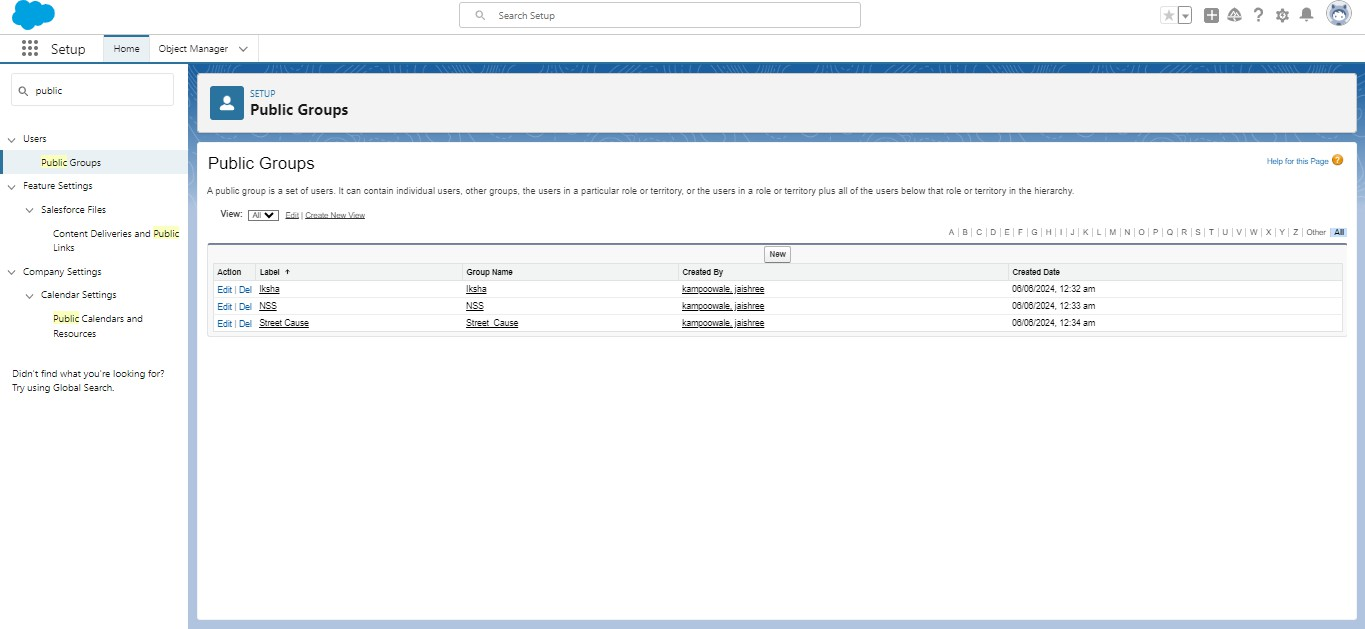 Search Setup
Setup
Home
Object Manager
public
Users
Public Groups
Feature Settings
Salesforce Files
Content Deliveries and Public
Links
Company Settings
Calendar Settings
Public Calendars and
Resources
Didn't find what you're looking for?
Try using Global Search.
SETUP
Public Groups
Public Groups
Help for this Page ?
A public group is a set of users. It can contain individual users, other groups, the users in a particular role or territory, or the users in a role or territory plus all of the users below that role or territory in the hierarchy.
View: All Edit | Create New View
A | B | C | D | E | F | G | H | I | J | K | L | M | N | O | P | Q | R | S | T | U | V | W | X | Y | Z | Other All
New
Action Label ↑ Group Name Created By Created Date
Edit | Del Iksha Iksha kampoowale, jaishree 06/06/2024, 12:32 am
Edit | Del NSS NSS kampoowale, jaishree 06/06/2024, 12:33 am
Edit | Del Street Cause Street_Cause kampoowale, jaishree 06/06/2024, 12:34 am